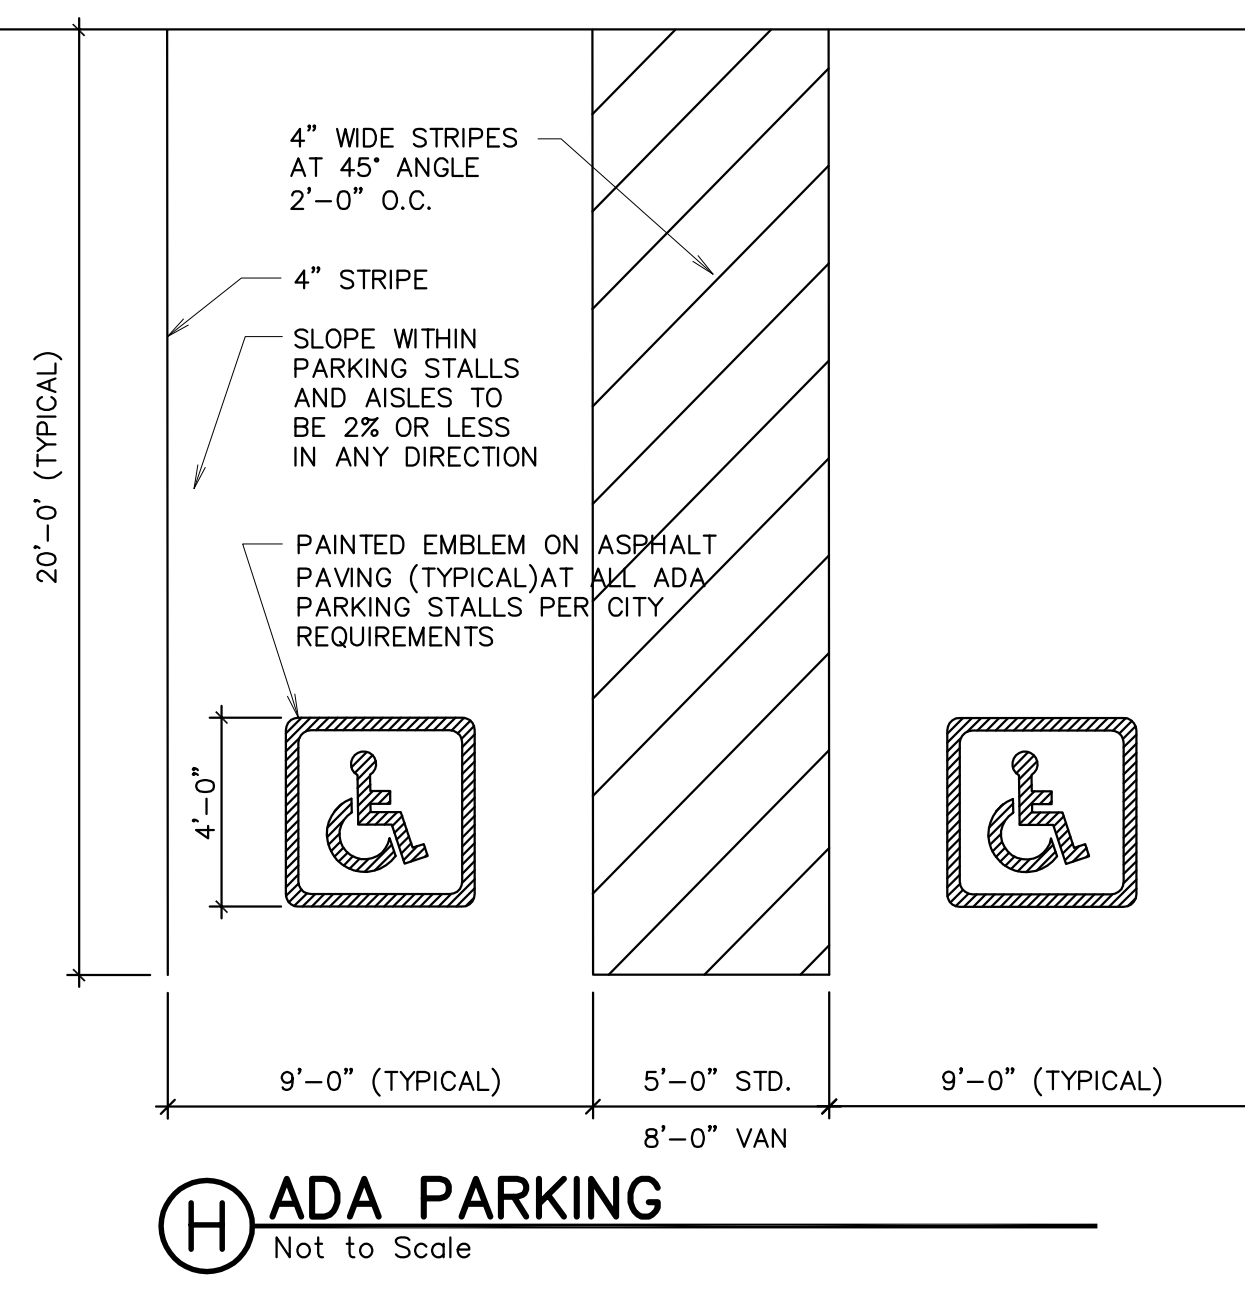 4” WIDE STRIPES
AT 45° ANGLE
2’-0” O.C.
4” STRIPE
SLOPE WITHIN
PARKING STALLS
AND AISLES TO
BE 2% OR LESS
IN ANY DIRECTION
20’-0’ (TYPICAL)
PAINTED EMBLEM ON ASPHALT
PAVING (TYPICAL)AT ALL ADA
PARKING STALLS PER CITY
REQUIREMENTS
4’-0”
9’-0” (TYPICAL)
5’-0” STD.
9’-0” (TYPICAL)
8’-0” VAN
H
ADA PARKING
Not to Scale